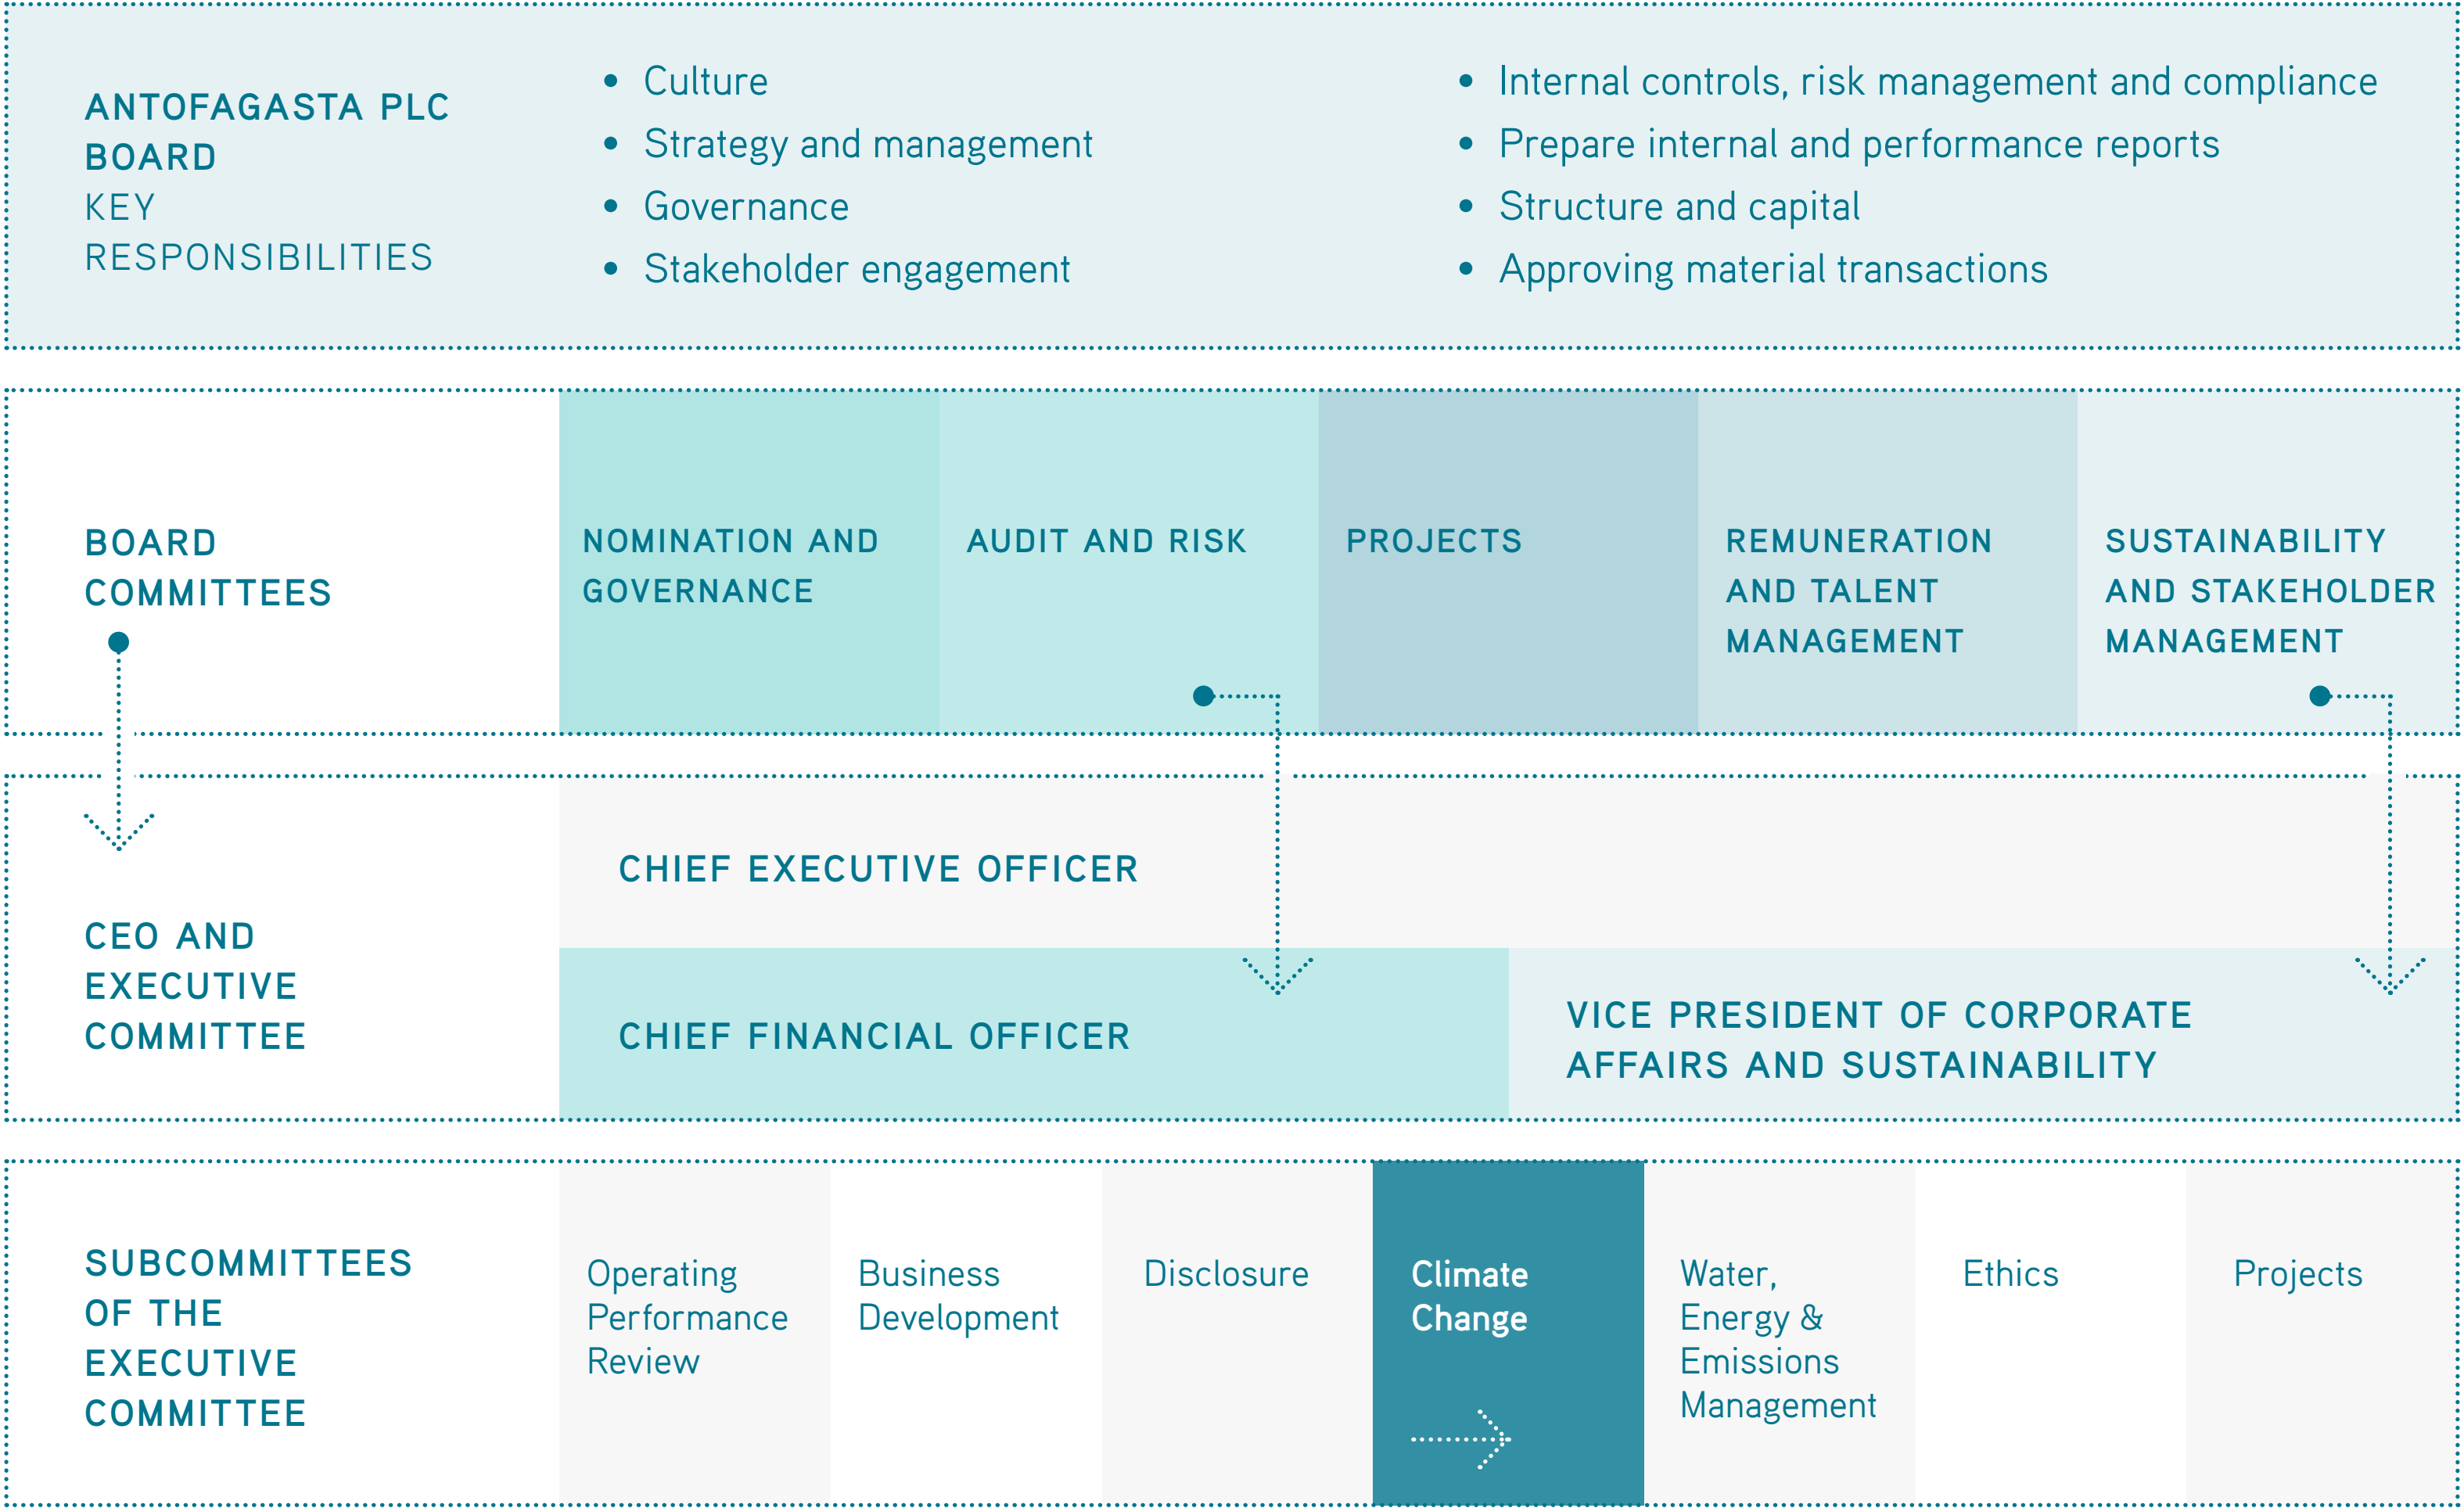 ANTOFAGASTA PLC
BOARD
KEY
RESPONSIBILITIES
• Culture
• Strategy and management
• Governance
• Stakeholder engagement
• Internal controls, risk management and compliance
• Prepare internal and performance reports
• Structure and capital
• Approving material transactions
BOARD
COMMITTEES
NOMINATION AND
GOVERNANCE
AUDIT AND RISK
PROJECTS
REMUNERATION
AND TALENT
MANAGEMENT
SUSTAINABILITY
AND STAKEHOLDER
MANAGEMENT
CEO AND
EXECUTIVE
COMMITTEE
CHIEF EXECUTIVE OFFICER
CHIEF FINANCIAL OFFICER
VICE PRESIDENT OF CORPORATE
AFFAIRS AND SUSTAINABILITY
SUBCOMMITTEES
OF THE
EXECUTIVE
COMMITTEE
Operating
Performance
Review
Business
Development
Disclosure
Climate
Change
Water,
Energy &
Emissions
Management
Ethics
Projects